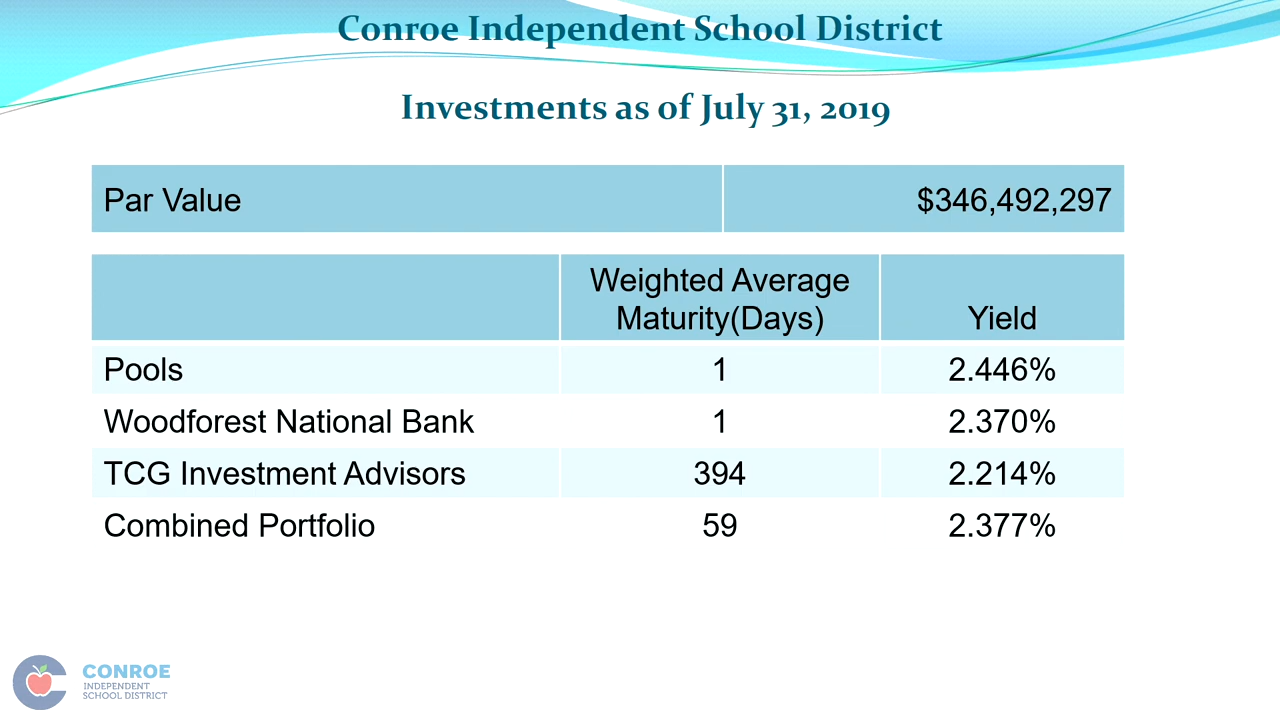 Conroe Independent School District
Investments as of July 31, 2019
Par Value $346,492,297
Weighted Average
Maturity(Days) Yield
Pools 1 2.446%
Woodforest National Bank 1 2.370%
TCG Investment Advisors 394 2.214%
Combined Portfolio 59 2.377%
CONROE
INDEPENDENT
SCHOOL DISTRICT